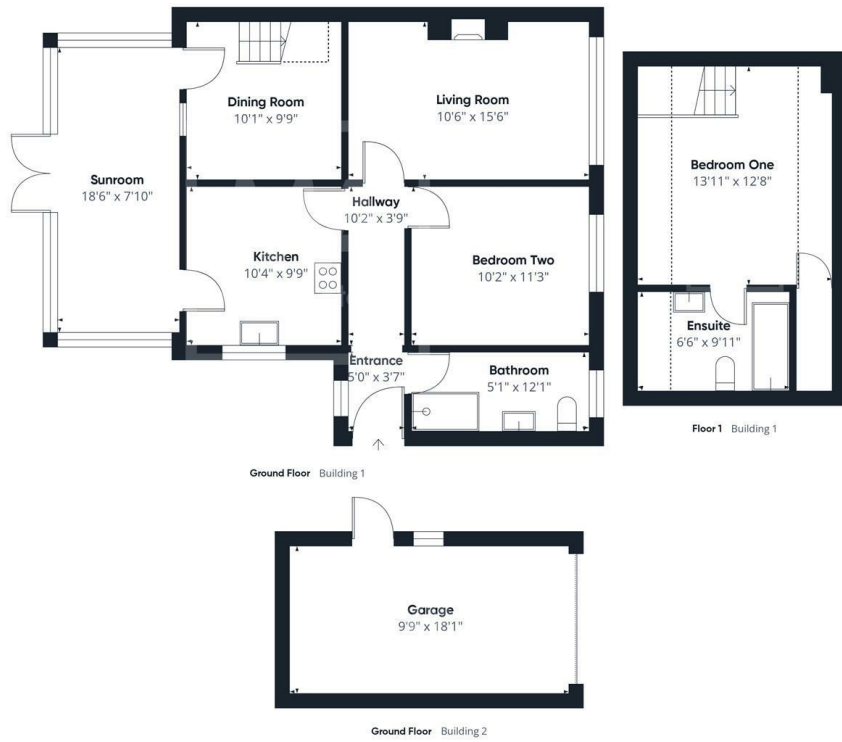 Dining Room
10'1" x 9'9"
Living Room
10'6" x 15'6"
Sunroom
18'6" x 7'10"
Hallway
10'2" x 3'9"
Kitchen
10'4" x 9'9"
Bedroom Two
10'2" x 11'3"
Entrance
5'0" x 3'7"
Bathroom
5'1" x 12'1"
Ground Floor Building 1
Bedroom One
13'11" x 12'8"
Ensuite
6'6" x 9'11"
Floor 1 Building 1
Garage
9'9" x 18'1"
Ground Floor Building 2